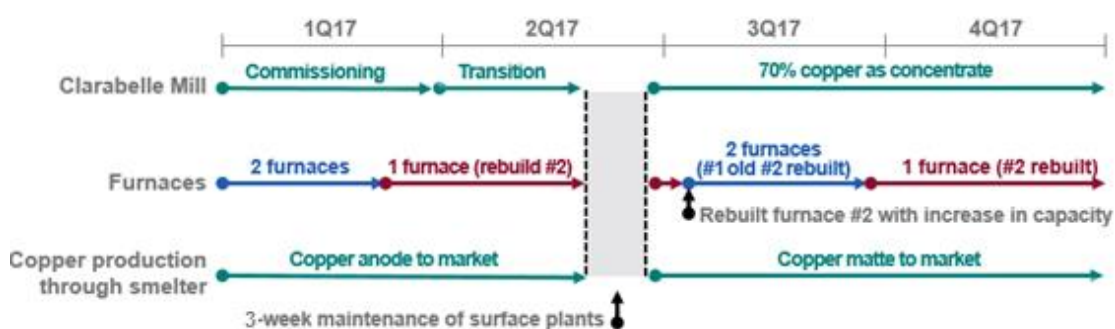 1Q17 2Q17 3Q17 4Q17
Clarabelle Mill
Commissioning
Transition
70% copper as concentrate
Furnaces
2 furnaces
1 furnace (rebuild #2)
2 furnaces
(#1 old #2 rebuilt)
1 furnace (#2 rebuilt)
Rebuilt furnace #2 with increase in capacity
Copper production
through smelter
Copper anode to market
Copper matte to market
3-week maintenance of surface plants